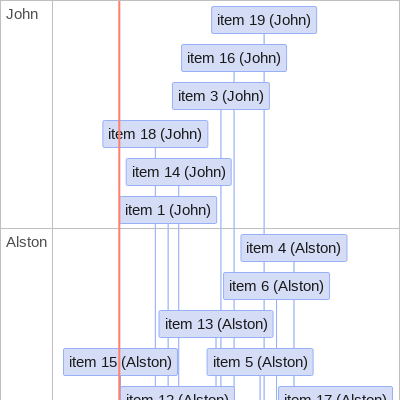 John
item 19 (John)
item 16 (John)
item 3 (John)
item 18 (John)
item 14 (John)
item 1 (John)
Alston
item 4 (Alston)
item 6 (Alston)
item 13 (Alston)
item 15 (Alston)
item 5 (Alston)
item 12 (Alston)
item 17 (Alston)